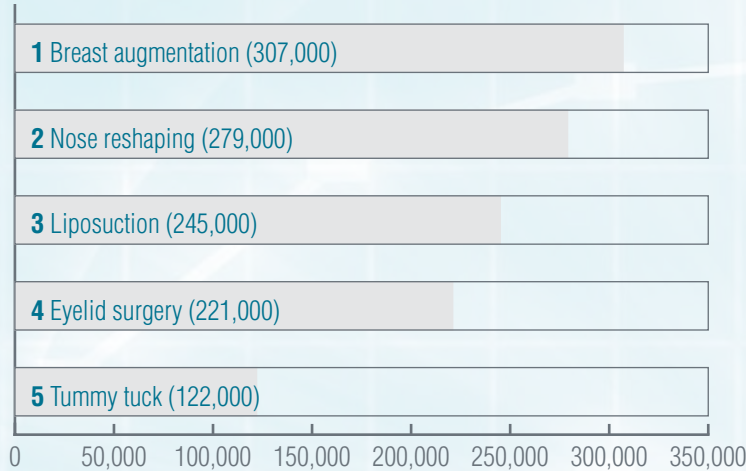 1 Breast augmentation (307,000)
2 Nose reshaping (279,000)
3 Liposuction (245,000)
4 Eyelid surgery (221,000)
5 Tummy tuck (122,000)
0 50,000 100,000 150,000 200,000 250,000 300,000 350,000